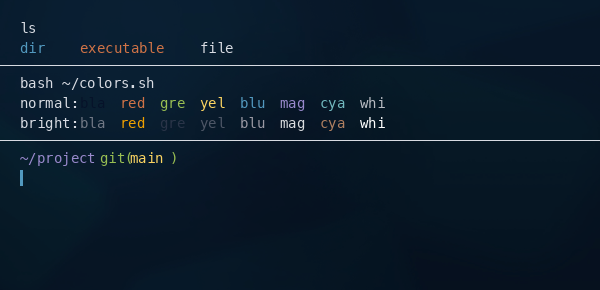 ls
dir executable file
bash ~/colors.sh
normal: bla red gre yel blu mag cya whi
bright: bla red gre yel blu mag cya whi
~/project git(main )